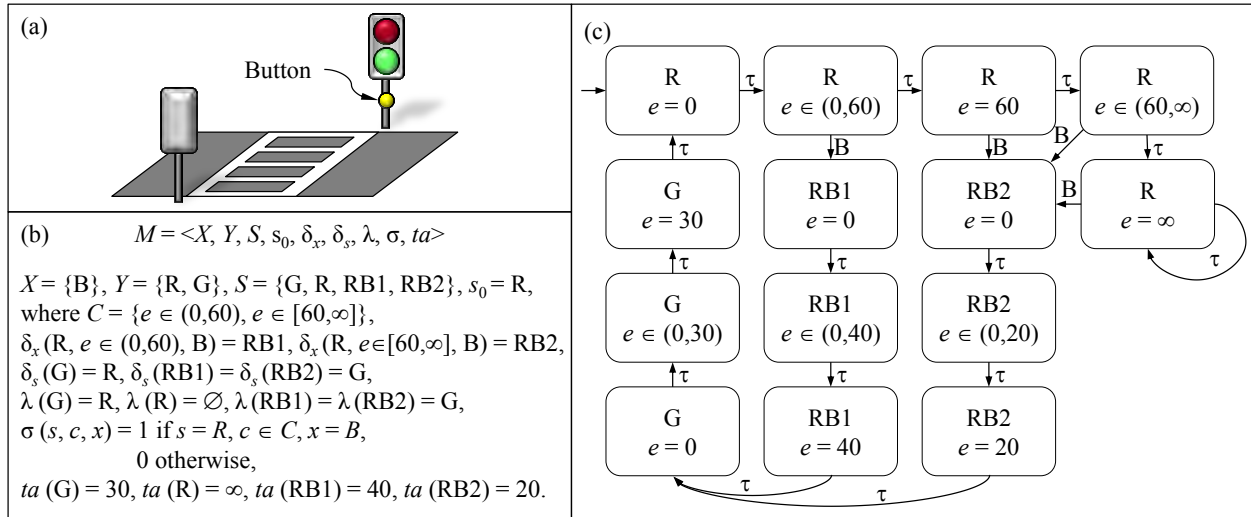 (a)
Button
(b)
M = <X, Y, S, s₀, δₓ, δₛ, λ, σ, ta>
X = {B}, Y = {R, G}, S = {G, R, RB1, RB2}, s₀ = R,
where C = {e ∈ (0,60), e ∈ [60,∞]},
δₓ (R, e ∈ (0,60), B) = RB1, δₓ (R, e∈[60,∞], B) = RB2,
δₛ (G) = R, δₛ (RB1) = δₛ (RB2) = G,
λ (G) = R, λ (R) = ∅, λ (RB1) = λ (RB2) = G,
σ (s, c, x) = 1 if s = R, c ∈ C, x = B,
0 otherwise,
ta (G) = 30, ta (R) = ∞, ta (RB1) = 40, ta (RB2) = 20.
(c)
R
e = 0
τ
R
e ∈ (0,60)
τ
R
e = 60
τ
R
e ∈ (60,∞)
τ
B
B
B
τ
G
e = 30
RB1
e = 0
RB2
e = 0
B
R
e = ∞
τ
τ
τ
τ
G
e ∈ (0,30)
RB1
e ∈ (0,40)
RB2
e ∈ (0,20)
τ
τ
τ
G
e = 0
RB1
e = 40
RB2
e = 20
τ
τ